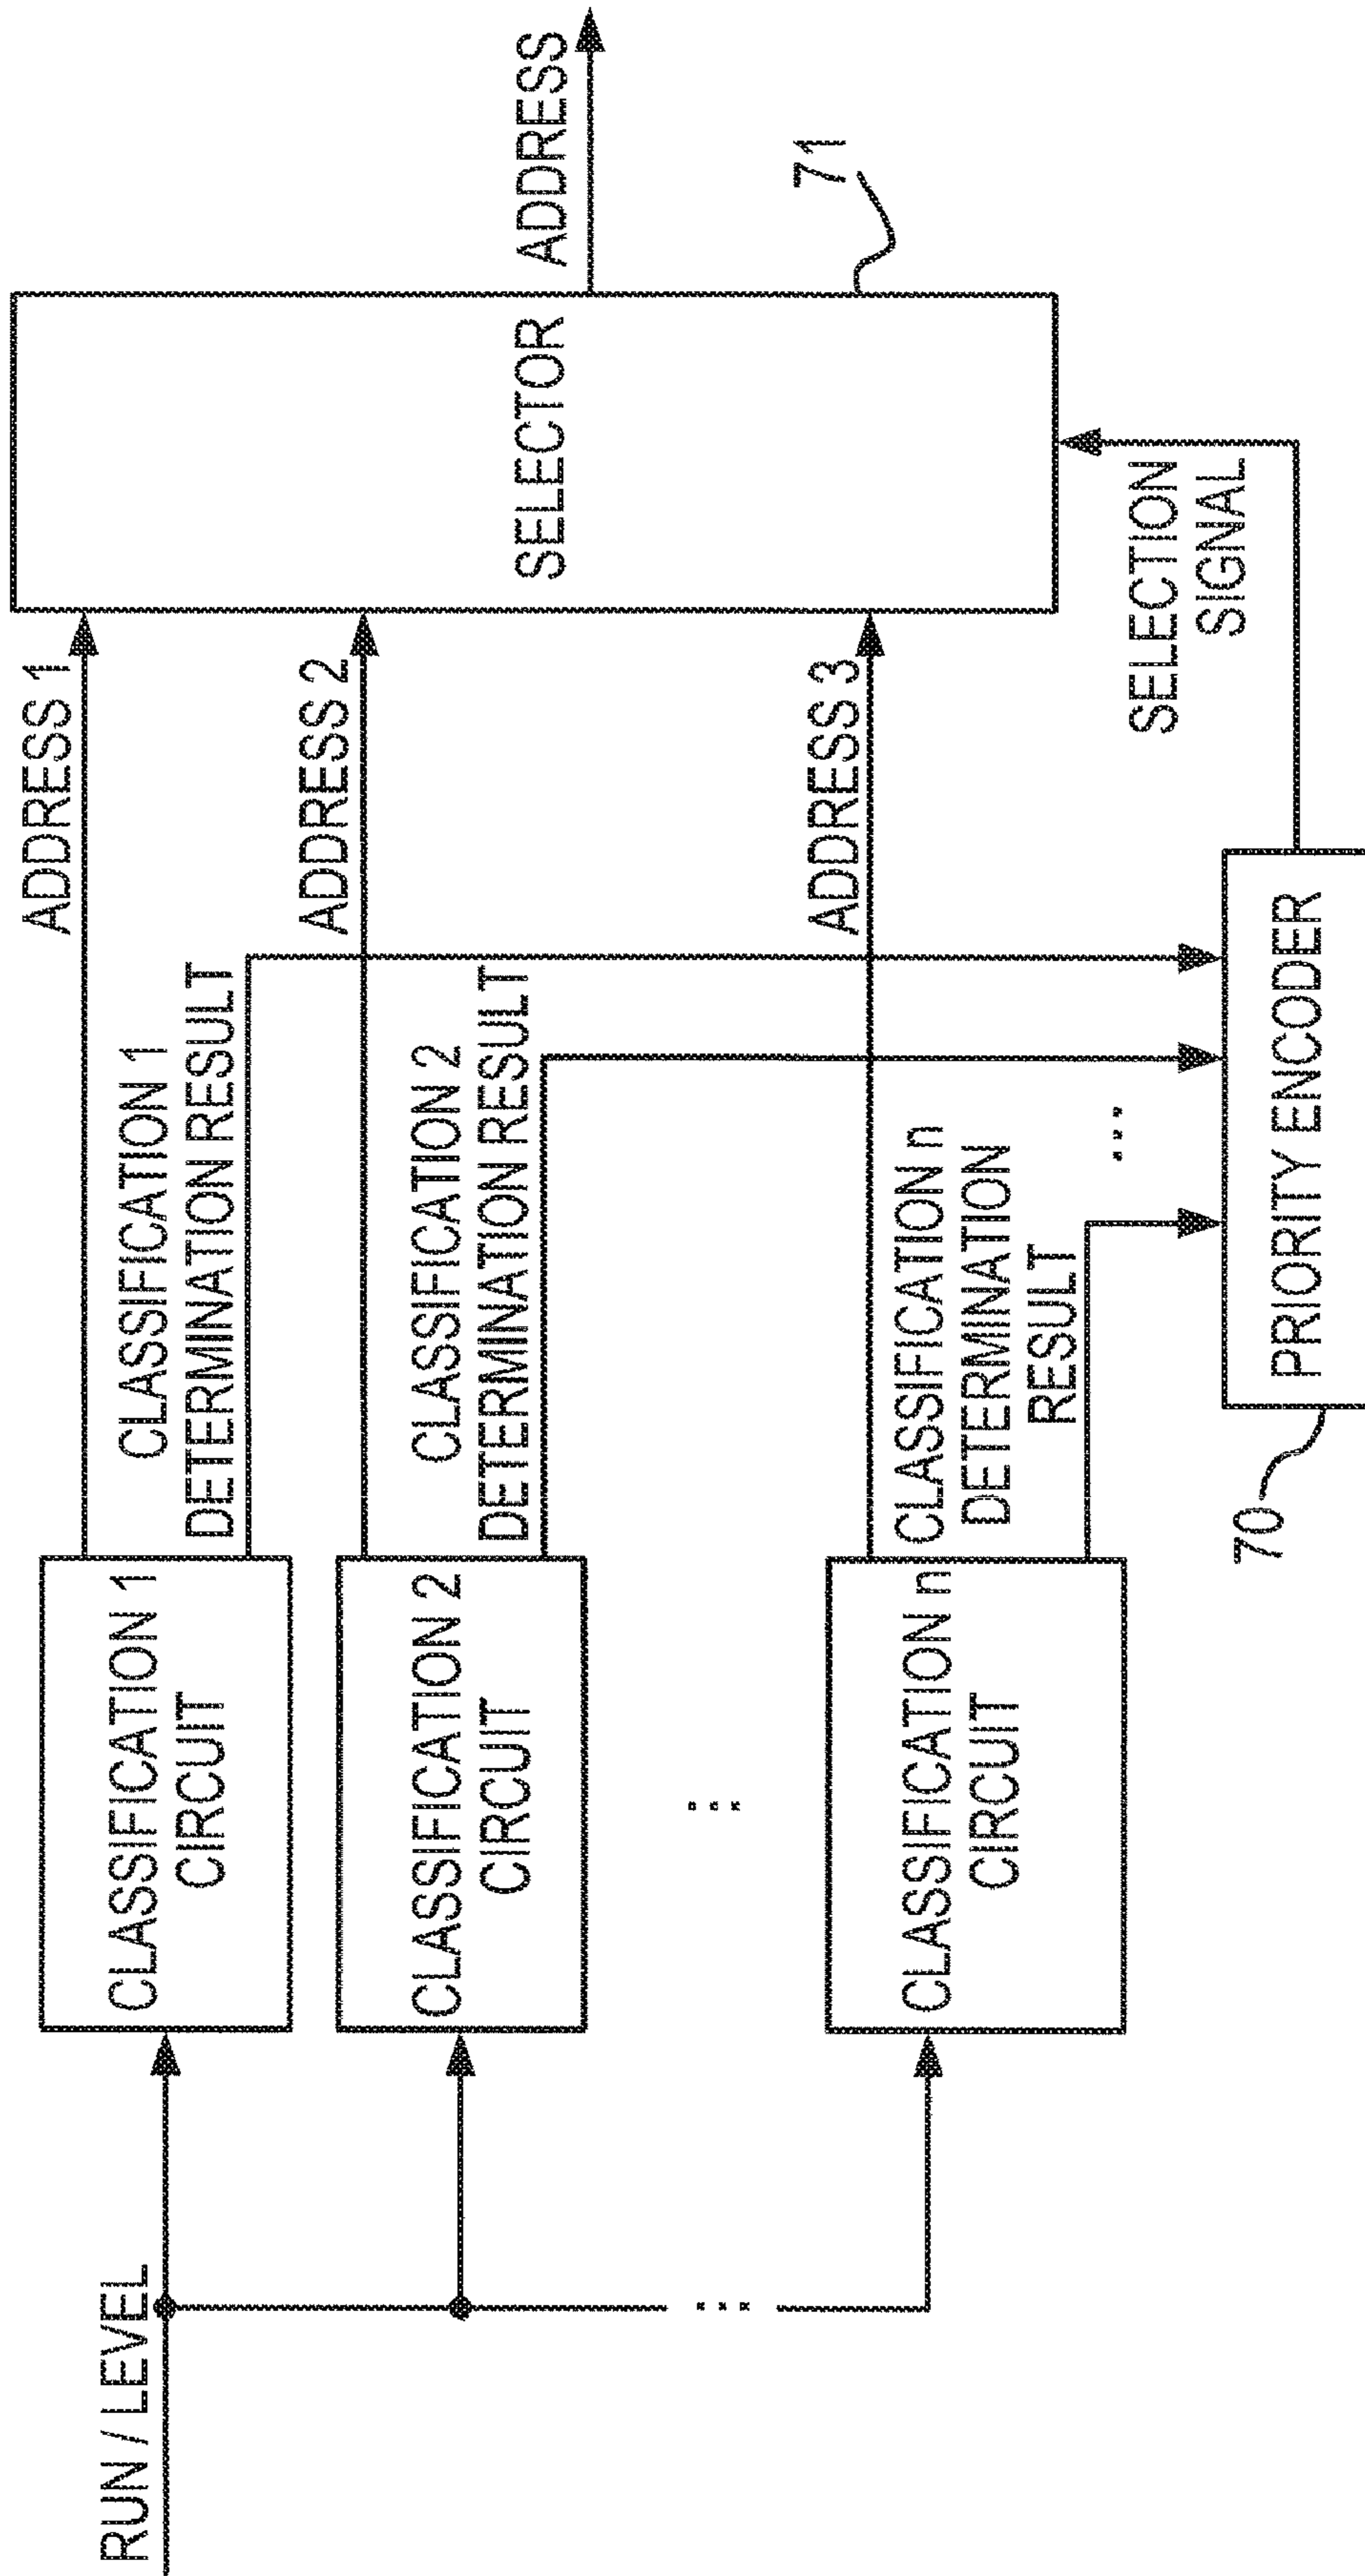 RUN / LEVEL
CLASSIFICATION 1
CIRCUIT
CLASSIFICATION 2
CIRCUIT
...
CLASSIFICATION n
CIRCUIT
...
ADDRESS 1
CLASSIFICATION 1
DETERMINATION RESULT
ADDRESS 2
CLASSIFICATION 2
DETERMINATION RESULT
ADDRESS 3
CLASSIFICATION n
DETERMINATION
RESULT
...
PRIORITY ENCODER
70
SELECTION
SIGNAL
SELECTOR
71
ADDRESS